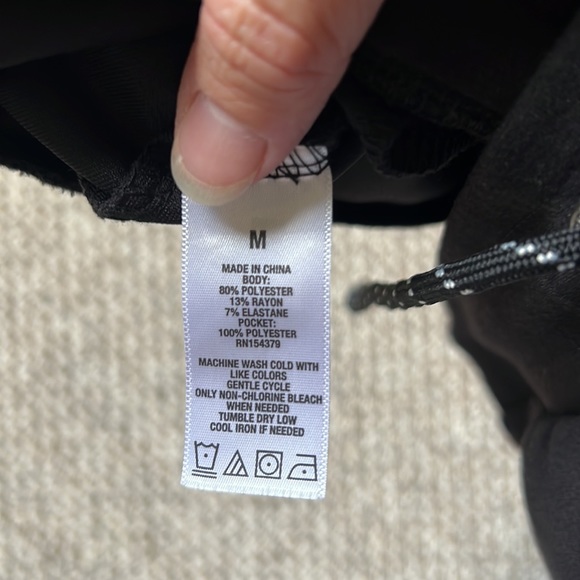 M
MADE IN CHINA
BODY:
80% POLYESTER
13% RAYON
7% ELASTANE
POCKET:
100% POLYESTER
RN154379
MACHINE WASH COLD WITH
LIKE COLORS
GENTLE CYCLE
ONLY NON-CHLORINE BLEACH
WHEN NEEDED
TUMBLE DRY LOW
COOL IRON IF NEEDED